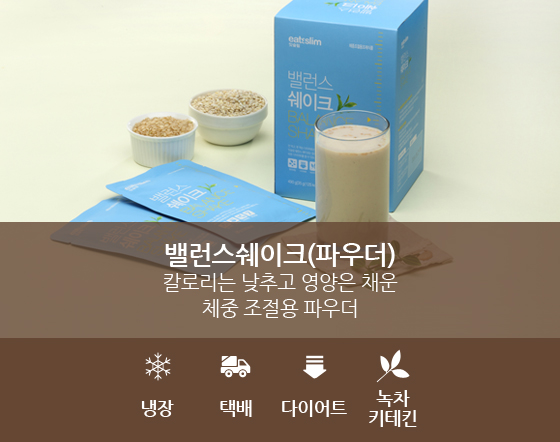 eatsslim
밸런스
쉐이크
밸런스
쉐이크
밸런스쉐이크(파우더)
칼로리는 낮추고 영양은 채운
체중 조절용 파우더
냉장
택배
다이어트
녹차
키테킨